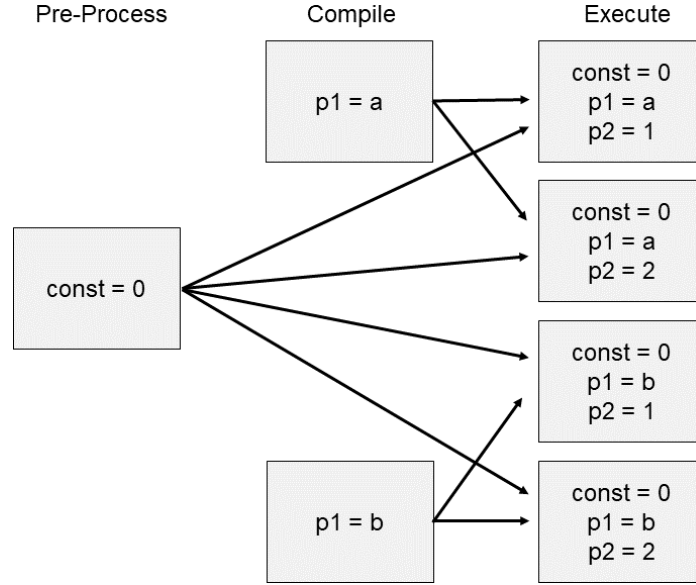 Pre-Process
Compile
Execute
p1 = a
const = 0
p1 = a
p2 = 1
const = 0
p1 = a
p2 = 2
const = 0
const = 0
p1 = b
p2 = 1
p1 = b
const = 0
p1 = b
p2 = 2